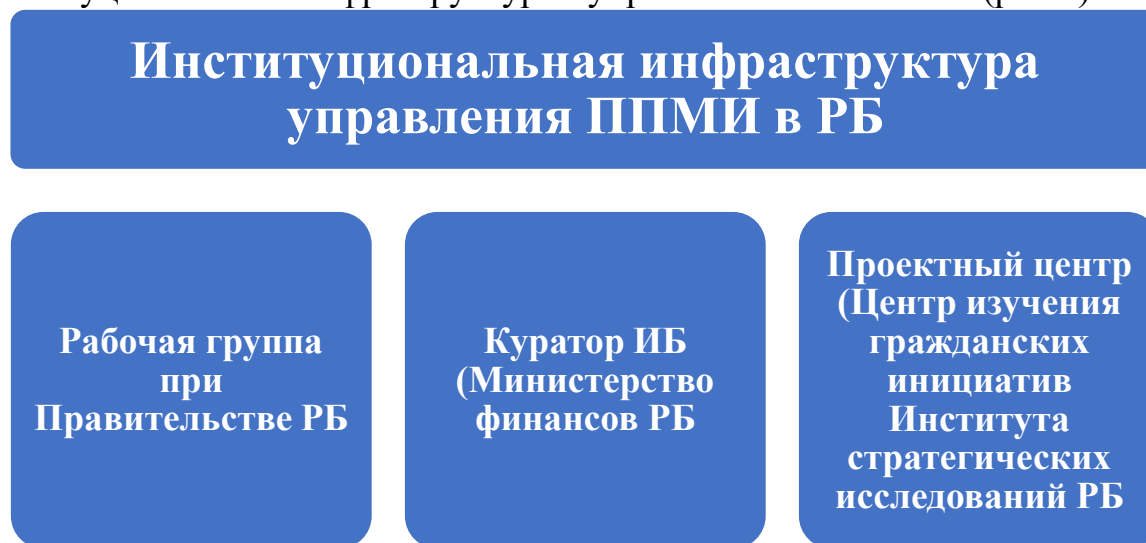 Институциональная инфраструктура
управления ППМИ в РБ
Рабочая группа
при
Правительстве РБ
Куратор ИБ
(Министерство
финансов РБ
Проектный центр
(Центр изучения
гражданских
инициатив
Института
стратегических
исследований РБ